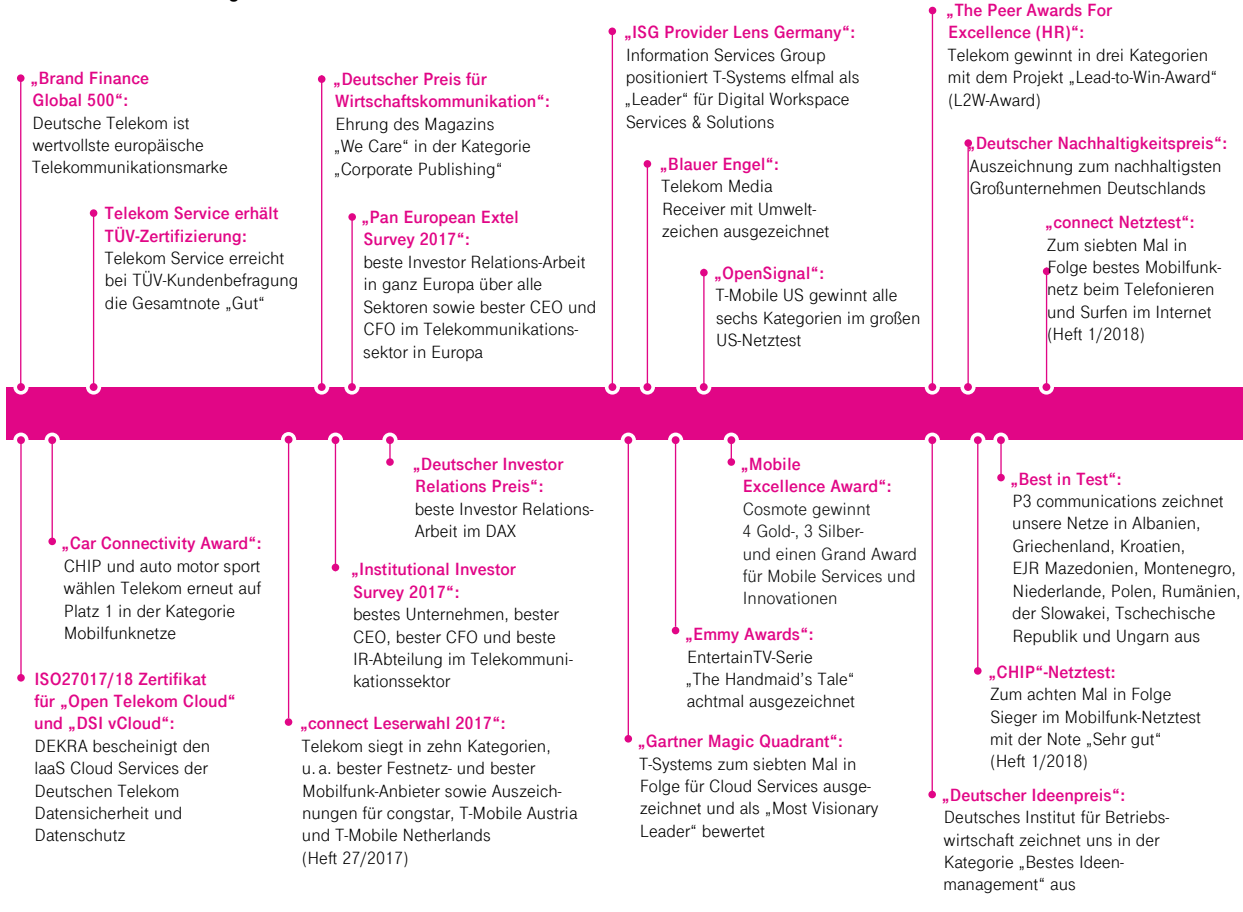 „Brand Finance
Global 500“:
Deutsche Telekom ist
wertvollste europäische
Telekommunikationsmarke
Telekom Service erhält
TÜV-Zertifizierung:
Telekom Service erreicht
bei TÜV-Kundenbefragung
die Gesamtnote „Gut“
„Deutscher Preis für
Wirtschaftskommunikation“:
Ehrung des Magazins
„We Care“ in der Kategorie
„Corporate Publishing“
„Pan European Extel
Survey 2017“:
beste Investor Relations-Arbeit
in ganz Europa über alle
Sektoren sowie bester CEO und
CFO im Telekommunikations-
sektor in Europa
„ISG Provider Lens Germany“:
Information Services Group
positioniert T-Systems elfmal als
„Leader“ für Digital Workspace
Services & Solutions
„Blauer Engel“:
Telekom Media
Receiver mit Umwelt-
zeichen ausgezeichnet
„OpenSignal“:
T-Mobile US gewinnt alle
sechs Kategorien im großen
US-Netztest
„The Peer Awards For
Excellence (HR)“:
Telekom gewinnt in drei Kategorien
mit dem Projekt „Lead-to-Win-Award“
(L2W-Award)
„Deutscher Nachhaltigkeitspreis“:
Auszeichnung zum nachhaltigsten
Großunternehmen Deutschlands
„connect Netztest“:
Zum siebten Mal in
Folge bestes Mobilfunk-
netz beim Telefonieren
und Surfen im Internet
(Heft 1/2018)
„Car Connectivity Award“:
CHIP und auto motor sport
wählen Telekom erneut auf
Platz 1 in der Kategorie
Mobilfunknetze
ISO27017/18 Zertifikat
für „Open Telekom Cloud“
und „DSI vCloud“:
DEKRA bescheinigt den
IaaS Cloud Services der
Deutschen Telekom
Datensicherheit und
Datenschutz
„Deutscher Investor
Relations Preis“:
beste Investor Relations-
Arbeit im DAX
„Institutional Investor
Survey 2017“:
bestes Unternehmen, bester
CEO, bester CFO und beste
IR-Abteilung im Telekommuni-
kationssektor
„connect Leserwahl 2017“:
Telekom siegt in zehn Kategorien,
u. a. bester Festnetz- und bester
Mobilfunk-Anbieter sowie Auszeich-
nungen für congstar, T-Mobile Austria
und T-Mobile Netherlands
(Heft 27/2017)
„Mobile
Excellence Award“:
Cosmote gewinnt
4 Gold-, 3 Silber-
und einen Grand Award
für Mobile Services und
Innovationen
„Emmy Awards“:
EntertainTV-Serie
„The Handmaid’s Tale“
achtmal ausgezeichnet
„Gartner Magic Quadrant“:
T-Systems zum siebten Mal in
Folge für Cloud Services ausge-
zeichnet und als „Most Visionary
Leader“ bewertet
„Best in Test“:
P3 communications zeichnet
unsere Netze in Albanien,
Griechenland, Kroatien,
EJR Mazedonien, Montenegro,
Niederlande, Polen, Rumänien,
der Slowakei, Tschechische
Republik und Ungarn aus
„CHIP“-Netztest:
Zum achten Mal in Folge
Sieger im Mobilfunk-Netztest
mit der Note „Sehr gut“
(Heft 1/2018)
„Deutscher Ideenpreis“:
Deutsches Institut für Betriebs-
wirtschaft zeichnet uns in der
Kategorie „Bestes Ideen-
management“ aus